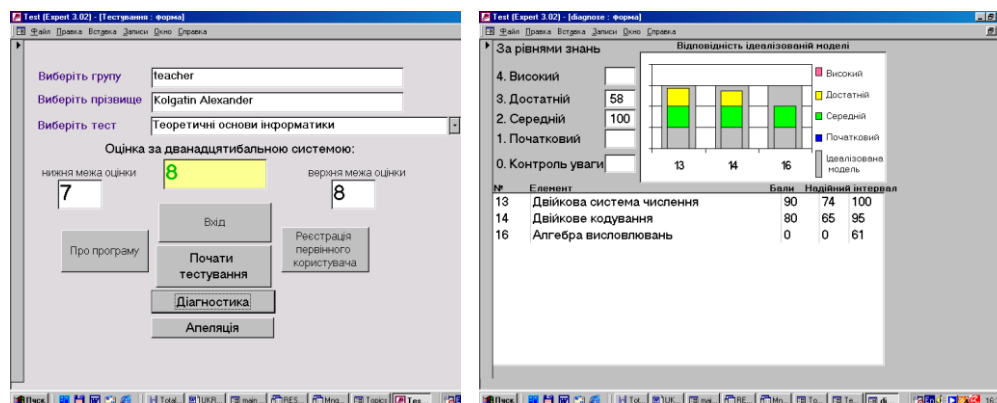 Test (Expert 3.02) - [Тестування : форма]
Файл Правка Вставка Записи Окно Справка
Виберіть групу teacher
Виберіть прізвище Kolgatin Alexander
Виберіть тест Теоретичні основи інформатики
Оцінка за дванадцятибальною системою:
нижня межа оцінки 8 верхня межа оцінки
7 8
Вхід
Про програму
Реєстрація первінного користувача
Почати тестування
Діагностика
Апеляція
Пуск Total
Test (Expert 3.02) - [diagnose : форма]
Файл Правка Вставка Записи Окно Справка
За рівнями знань
4. Високий
3. Достатній 58
2. Середній 100
1. Початковий
0. Контроль уваги
Відповідність ідеалізованій моделі
Високий
Достатній
Середній
Початковий
Ідеалізована модель
13 14 16
№ Елемент Бали Надійний інтервал
13 Двійкова система числення 90 74 100
14 Двійкове кодування 80 65 95
16 Алгебра висловлювань 0 0 61
Пуск